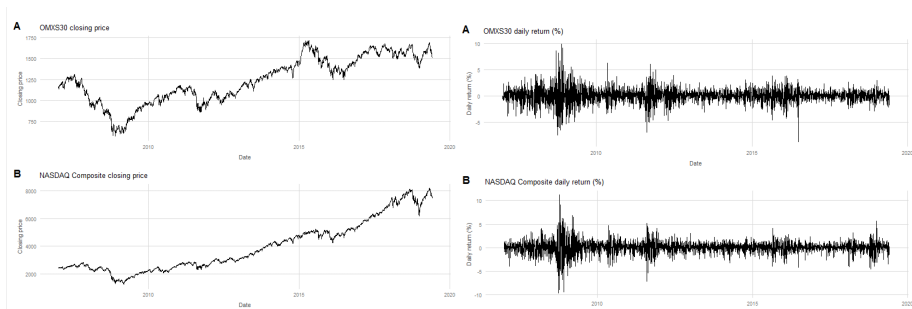 A
OMXS30 closing price
1750
1500
1250
1000
750
Closing price
2010
2015
2020
Date
B
NASDAQ Composite closing price
8000
6000
4000
2000
Closing price
2010
2015
2020
Date
A
OMXS30 daily return (%)
10
5
0
-5
Daily return (%)
2010
2015
2020
Date
B
NASDAQ Composite daily return (%)
10
5
0
-5
-10
Daily return (%)
2010
2015
2020
Date